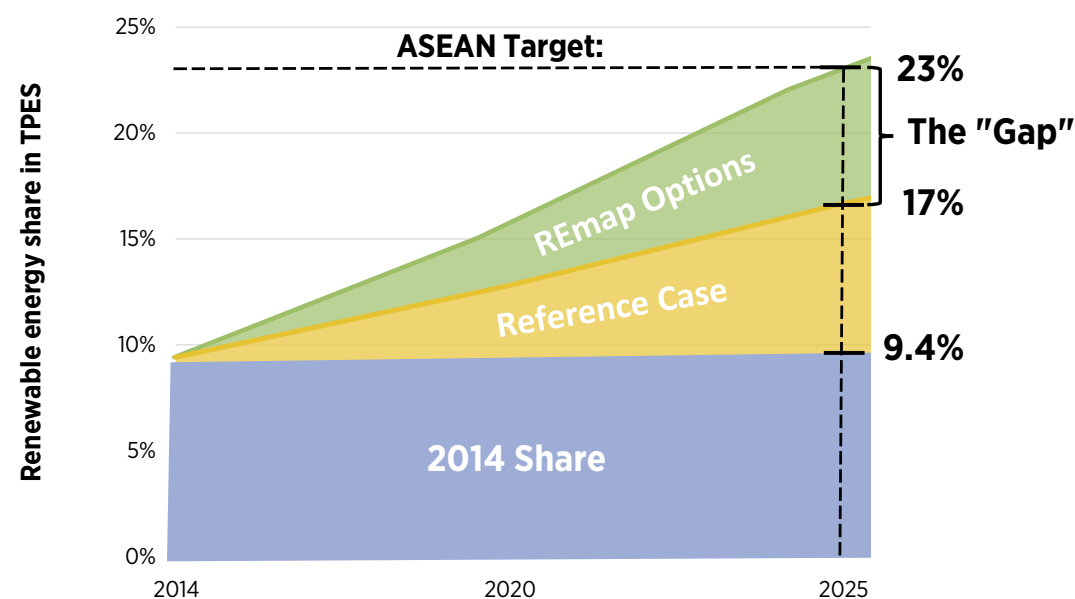 Renewable energy share in TPES
25%
ASEAN Target:
23%
20%
The "Gap"
REmap Options
17%
15%
Reference Case
10%
9.4%
5%
2014 Share
0%
2014
2020
2025